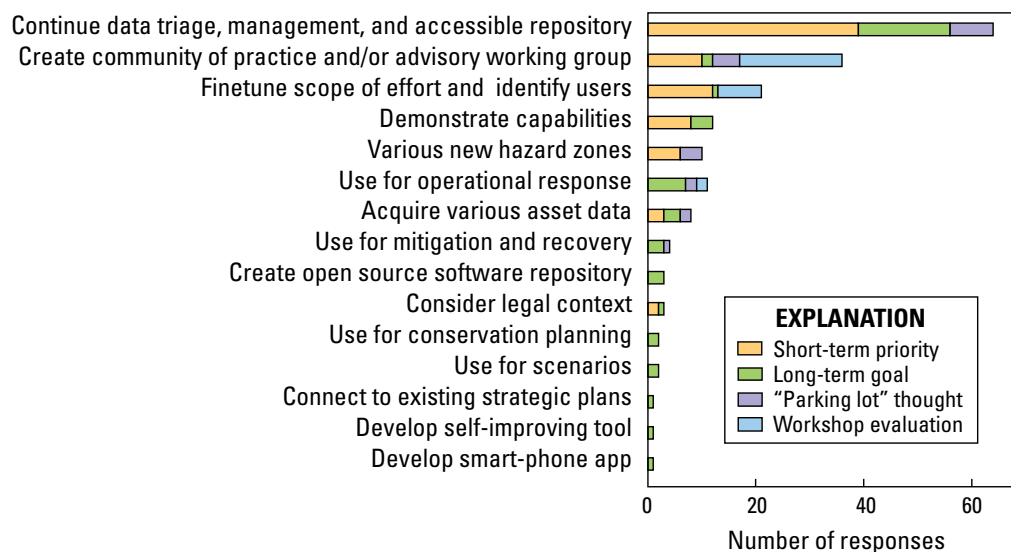 Continue data triage, management, and accessible repository
Create community of practice and/or advisory working group
Finetune scope of effort and  identify users
Demonstrate capabilities
Various new hazard zones
Use for operational response
Acquire various asset data
Use for mitigation and recovery
Create open source software repository
Consider legal context
Use for conservation planning
Use for scenarios
Connect to existing strategic plans
Develop self-improving tool
Develop smart-phone app
EXPLANATION
Short-term priority
Long-term goal
“Parking lot” thought
Workshop evaluation
0 20 40 60
Number of responses